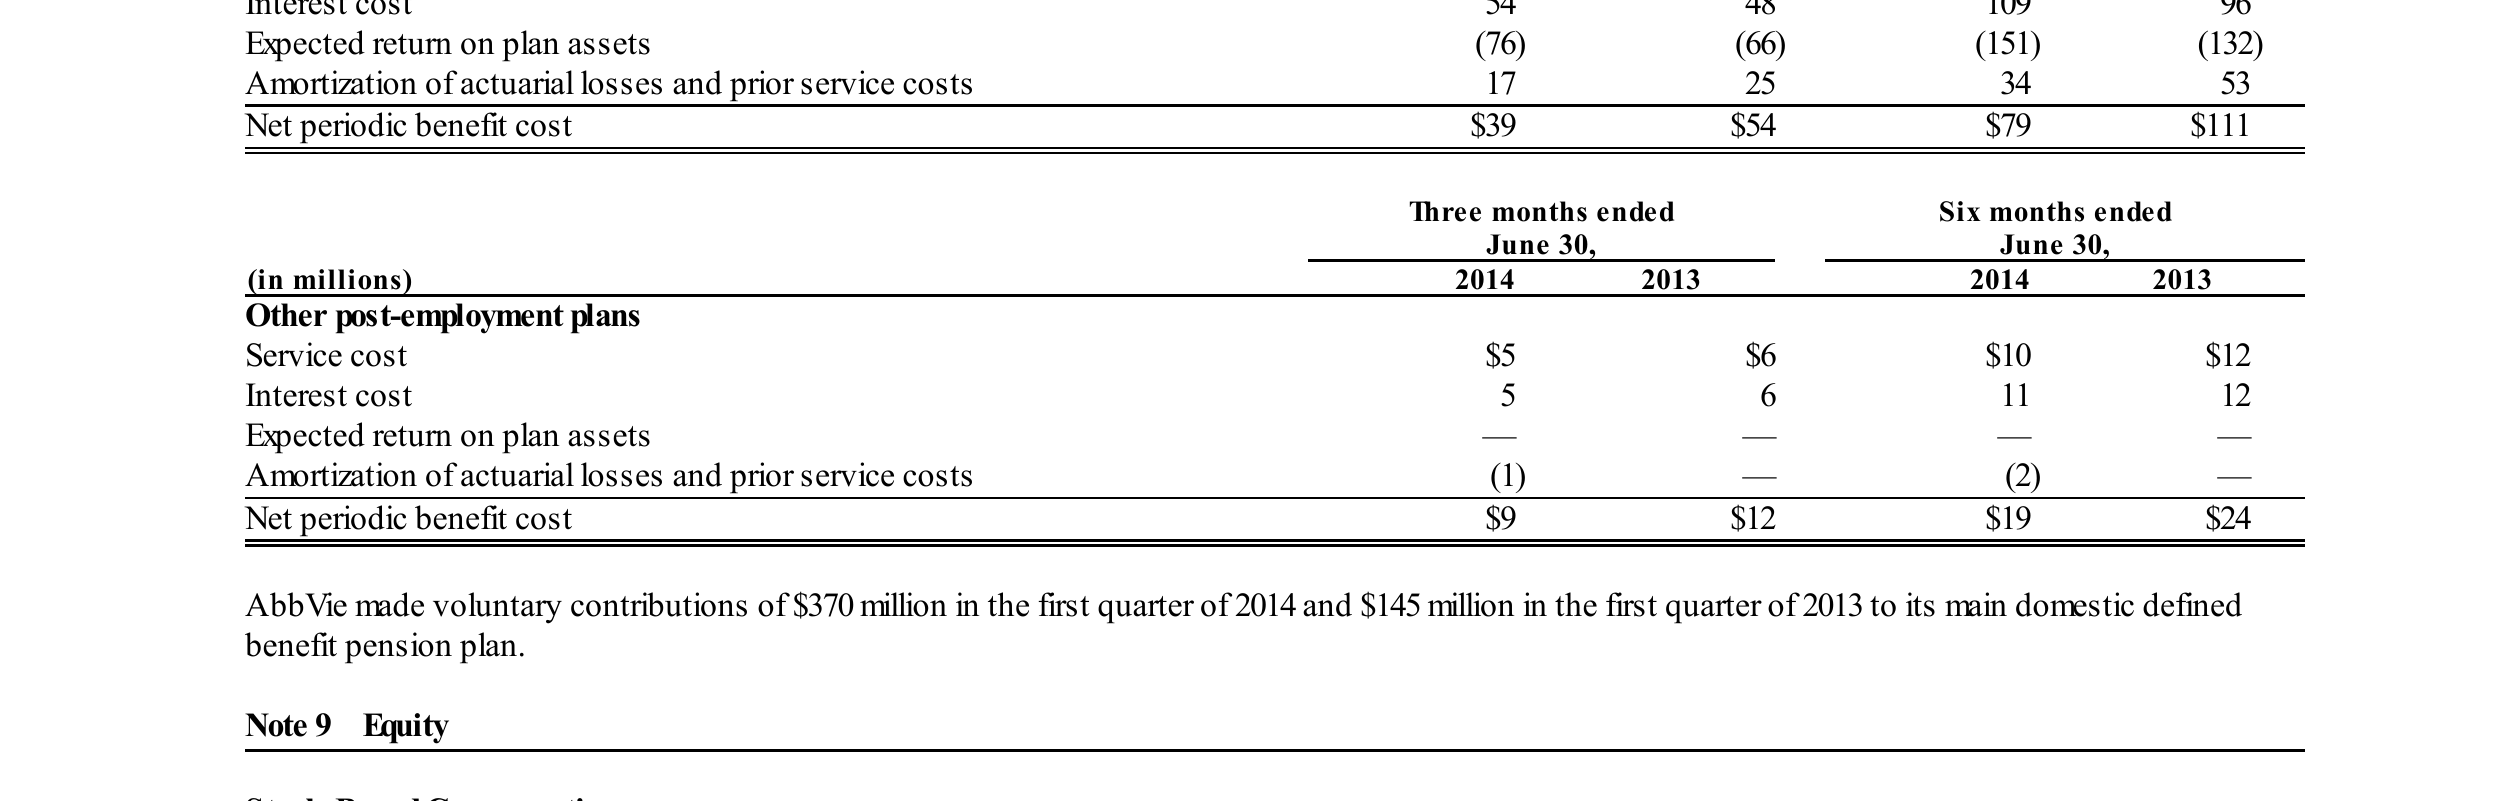 Interest cost 54 48 109 96
Expected return on plan assets (76) (66) (151) (132)
Amortization of actuarial losses and prior service costs 17 25 34 53
Net periodic benefit cost $39 $54 $79 $111
Three months ended Six months ended
June 30, June 30,
(in millions) 2014 2013 2014 2013
Other post-employment plans
Service cost $5 $6 $10 $12
Interest cost 5 6 11 12
Expected return on plan assets — — — —
Amortization of actuarial losses and prior service costs (1) — (2) —
Net periodic benefit cost $9 $12 $19 $24
AbbVie made voluntary contributions of $370 million in the first quarter of 2014 and $145 million in the first quarter of 2013 to its main domestic defined
benefit pension plan.
Note 9 Equity